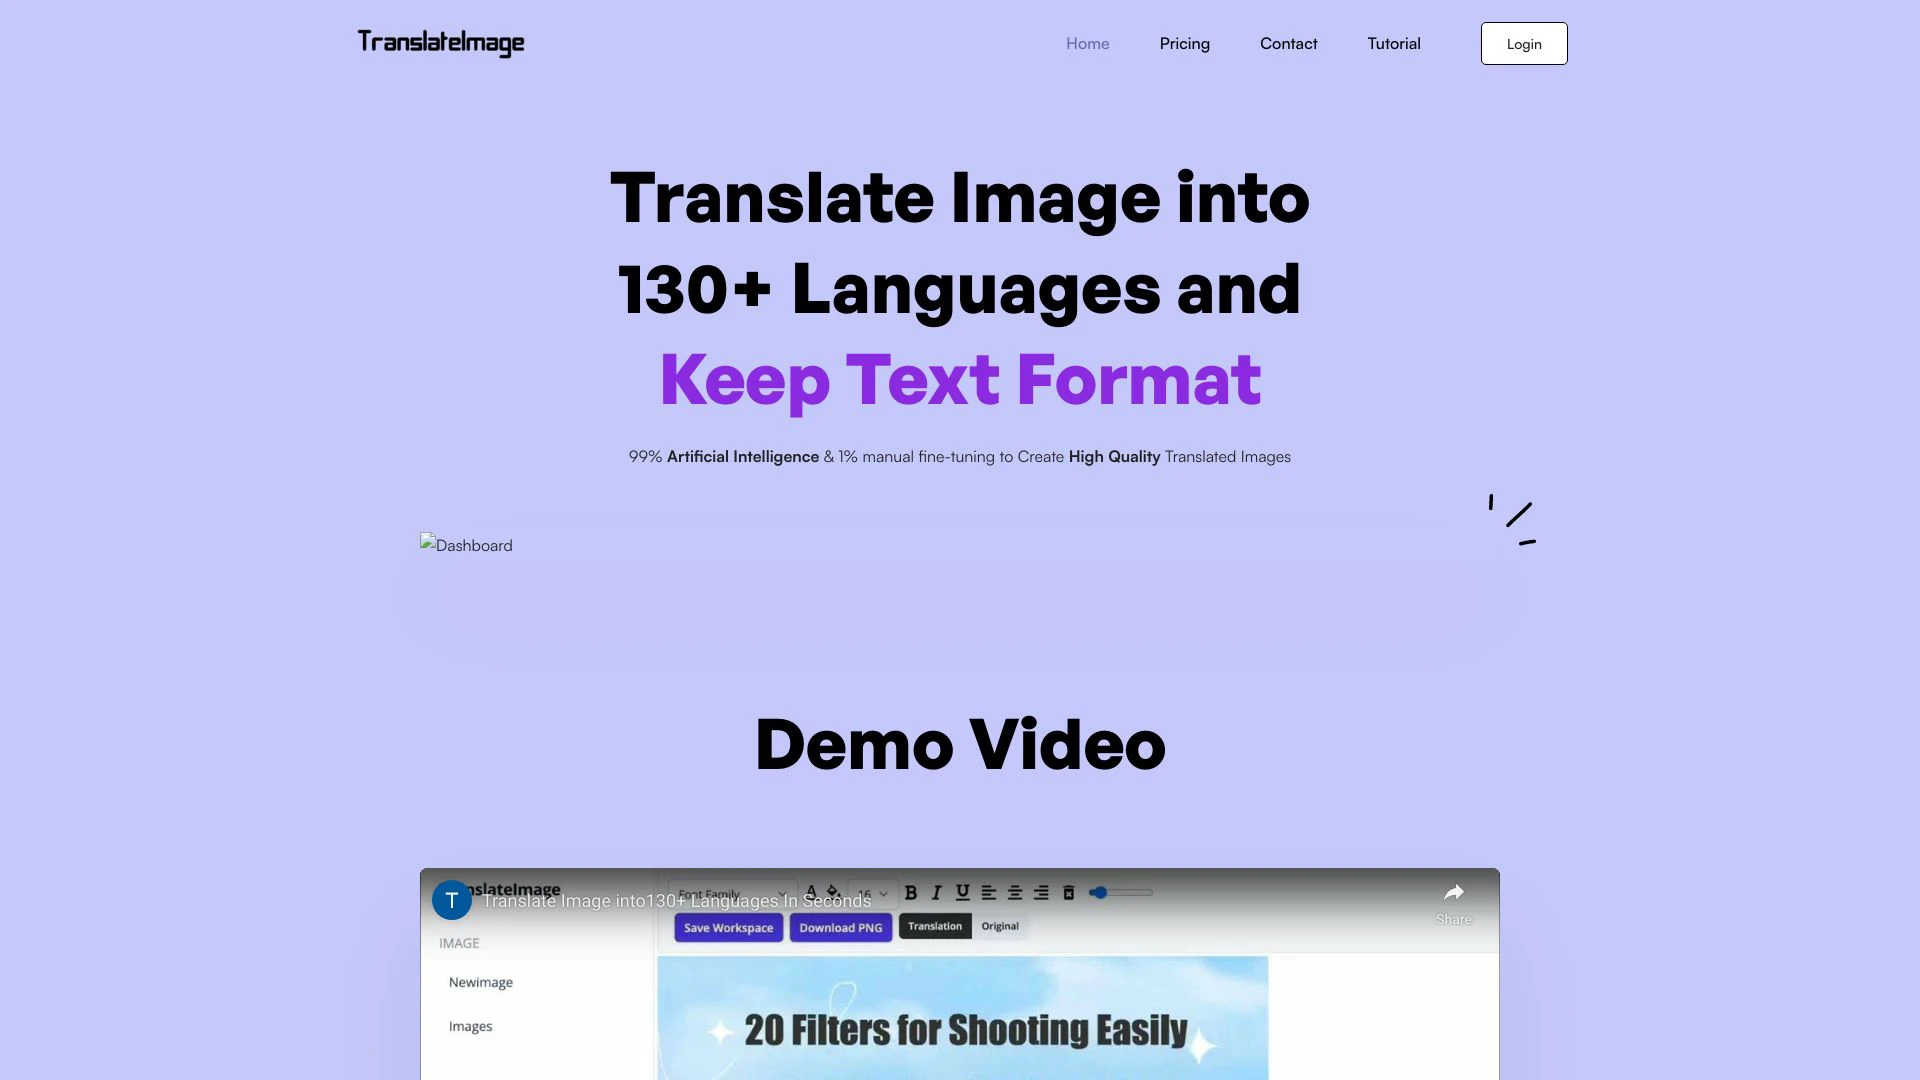 TranslateImage
Home
Pricing
Contact
Tutorial
Login
Translate Image into
130+ Languages and
Keep Text Format
99% Artificial Intelligence & 1% manual fine-tuning to Create High Quality Translated Images
Dashboard
Demo Video
T
Translate Image into130+ Languages In Seconds
Font Family
A
16
B
I
U
Share
Save Workspace
Download PNG
Translation
Original
IMAGE
Newimage
Images
20 Filters for Shooting Easily